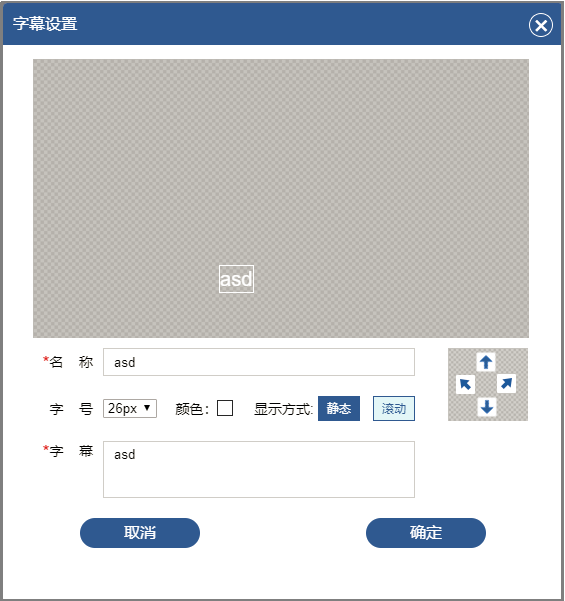 字幕设置
asd
*名 称 asd
字 号 26px 颜色: 显示方式: 静态 滚动
*字 幕 asd
取消 确定